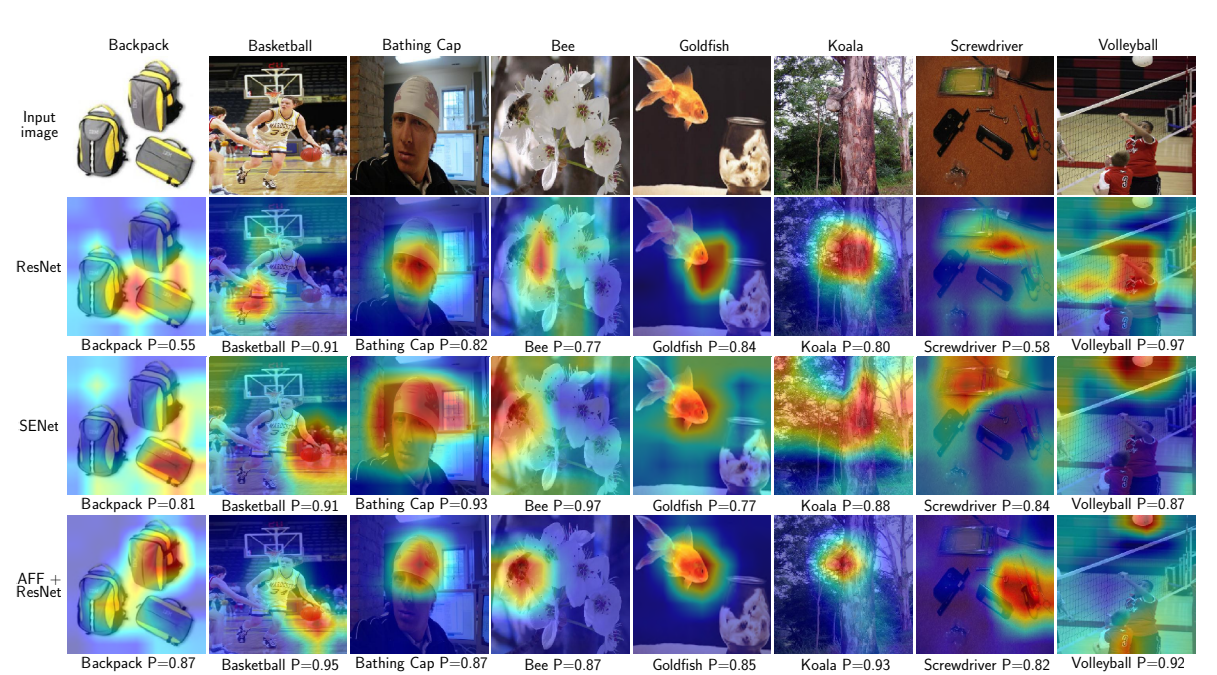 Backpack Basketball Bathing Cap Bee Goldfish Koala Screwdriver Volleyball
Input
image
ResNet
Backpack P=0.55 Basketball P=0.91 Bathing Cap P=0.82 Bee P=0.77 Goldfish P=0.84 Koala P=0.80 Screwdriver P=0.58 Volleyball P=0.97
SENet
Backpack P=0.81 Basketball P=0.91 Bathing Cap P=0.93 Bee P=0.97 Goldfish P=0.77 Koala P=0.88 Screwdriver P=0.84 Volleyball P=0.87
AFF +
ResNet
Backpack P=0.87 Basketball P=0.95 Bathing Cap P=0.87 Bee P=0.87 Goldfish P=0.85 Koala P=0.93 Screwdriver P=0.82 Volleyball P=0.92